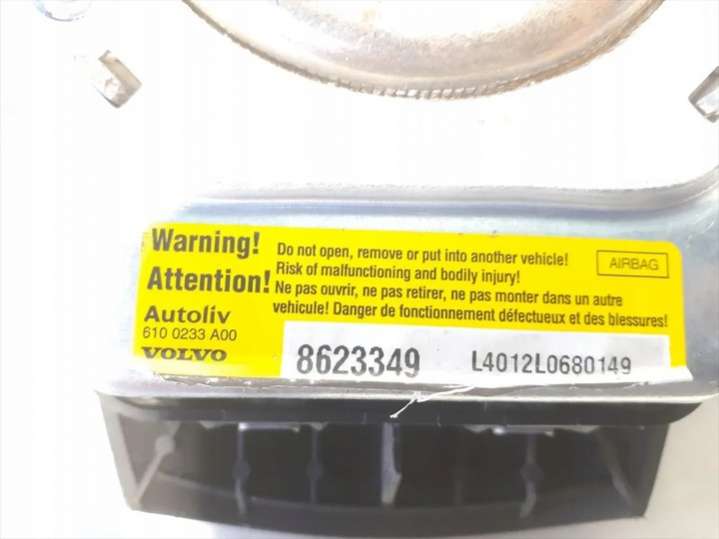 Warning!
Attention!
Do not open, remove or put into another vehicle!
Risk of malfunctioning and bodily injury!
Ne pas ouvrir, ne pas retirer, ne pas monter dans un autre
vehicule! Danger de fonctionnement défectueux et des blessures!
AIRBAG
Autoliv
610 0233 A00
VOLVO
8623349
L4012L0680149